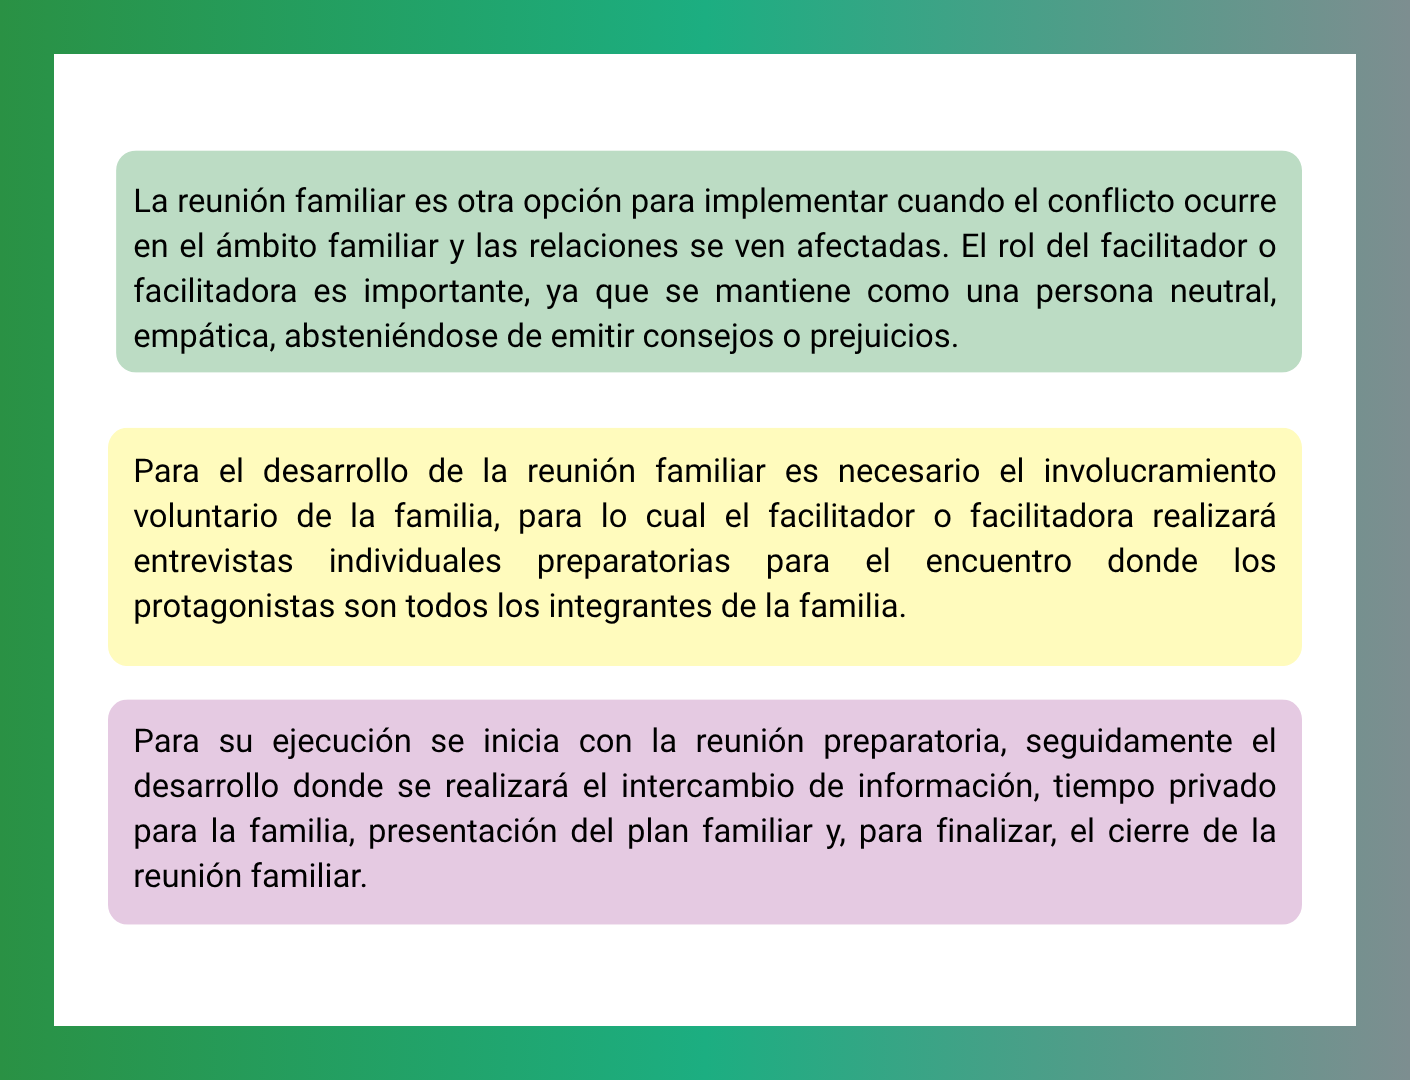 La reunión familiar es otra opción para implementar cuando el conflicto ocurre
en el ámbito familiar y las relaciones se ven afectadas. El rol del facilitador o
facilitadora es importante, ya que se mantiene como una persona neutral,
empática, absteniéndose de emitir consejos o prejuicios.
Para el desarrollo de la reunión familiar es necesario el involucramiento
voluntario de la familia, para lo cual el facilitador o facilitadora realizará
entrevistas individuales preparatorias para el encuentro donde los
protagonistas son todos los integrantes de la familia.
Para su ejecución se inicia con la reunión preparatoria, seguidamente el
desarrollo donde se realizará el intercambio de información, tiempo privado
para la familia, presentación del plan familiar y, para finalizar, el cierre de la
reunión familiar.